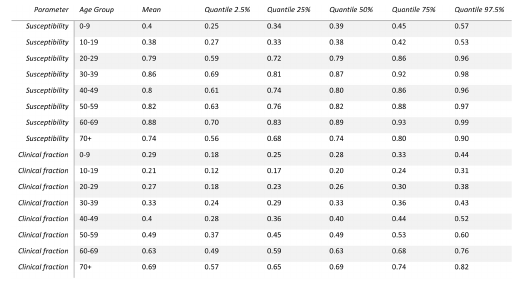 Parameter Age Group Mean Quantile 2.5% Quantile 25% Quantile 50% Quantile 75% Quantile 97.5%
Susceptibility 0-9 0.4 0.25 0.34 0.39 0.45 0.57
Susceptibility 10-19 0.38 0.27 0.33 0.38 0.42 0.53
Susceptibility 20-29 0.79 0.59 0.72 0.79 0.86 0.96
Susceptibility 30-39 0.86 0.69 0.81 0.87 0.92 0.98
Susceptibility 40-49 0.8 0.61 0.74 0.80 0.86 0.96
Susceptibility 50-59 0.82 0.63 0.76 0.82 0.88 0.97
Susceptibility 60-69 0.88 0.70 0.83 0.89 0.93 0.99
Susceptibility 70+ 0.74 0.56 0.68 0.74 0.80 0.90
Clinical fraction 0-9 0.29 0.18 0.25 0.28 0.33 0.44
Clinical fraction 10-19 0.21 0.12 0.17 0.20 0.24 0.31
Clinical fraction 20-29 0.27 0.18 0.23 0.26 0.30 0.38
Clinical fraction 30-39 0.33 0.24 0.29 0.33 0.36 0.43
Clinical fraction 40-49 0.4 0.28 0.36 0.40 0.44 0.52
Clinical fraction 50-59 0.49 0.37 0.45 0.49 0.53 0.60
Clinical fraction 60-69 0.63 0.49 0.59 0.63 0.68 0.76
Clinical fraction 70+ 0.69 0.57 0.65 0.69 0.74 0.82